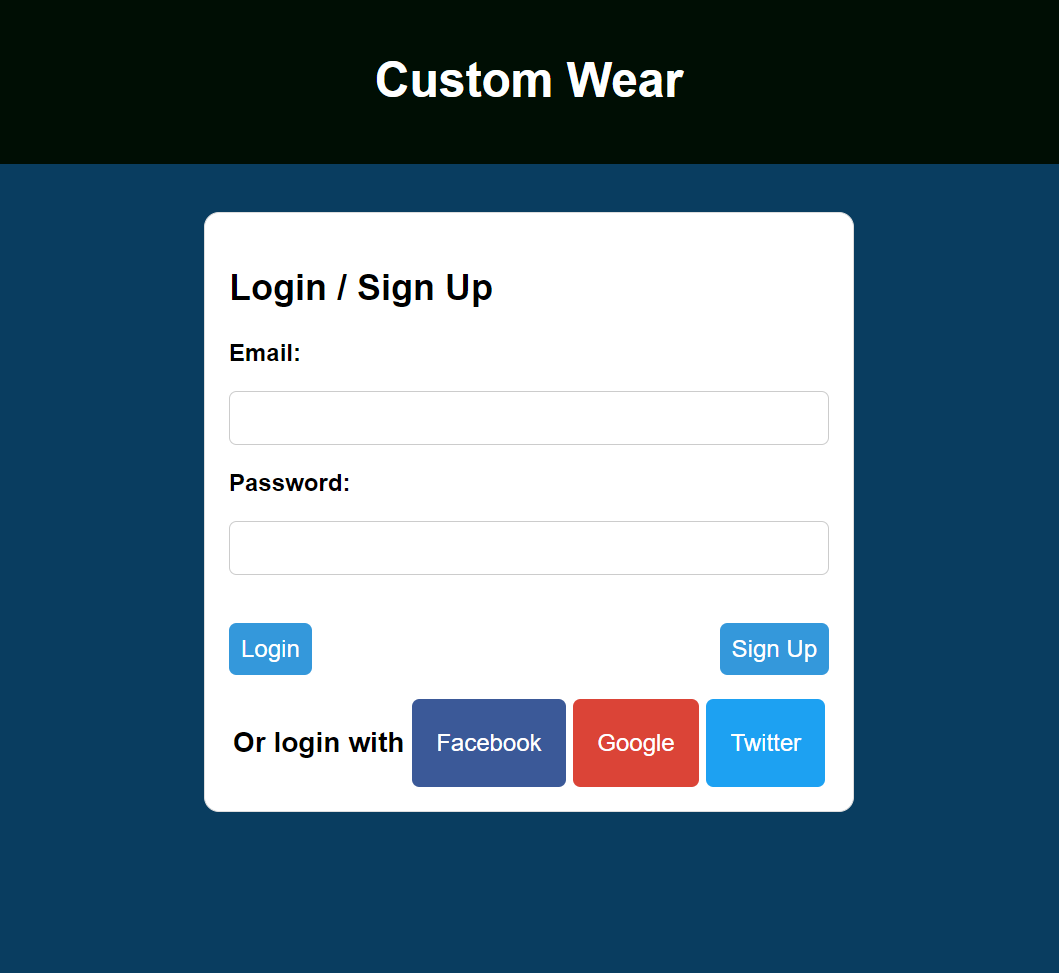 Custom Wear
Login / Sign Up
Email:
Password:
Login Sign Up
Or login with Facebook Google Twitter